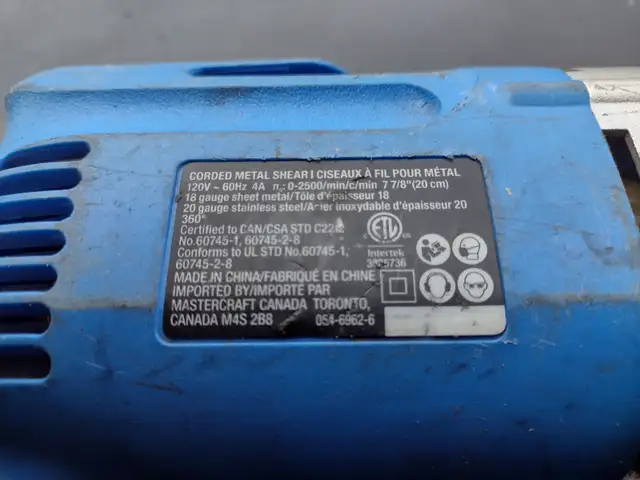 CORDED METAL SHEAR I CISEAUX À FIL POUR MÉTAL
120V ~ 60Hz 4A n.: 0-2500/min/c/min 7 7/8"(20 cm)
18 gauge sheet metal/Tôle d'épaisseur 18
20 gauge stainless steel/Acier inoxydable d'épaisseur 20
360°
Certified to CAN/CSA STD C22.2
No.60745-1, 60745-2-8
Conforms to UL STD No.60745-1,
60745-2-8
ETL
Intertek
MADE IN CHINA/FABRIQUÉ EN CHINE
IMPORTED BY/IMPORTÉ PAR
MASTERCRAFT CANADA TORONTO,
CANADA M4S 2B8 054-6962-6